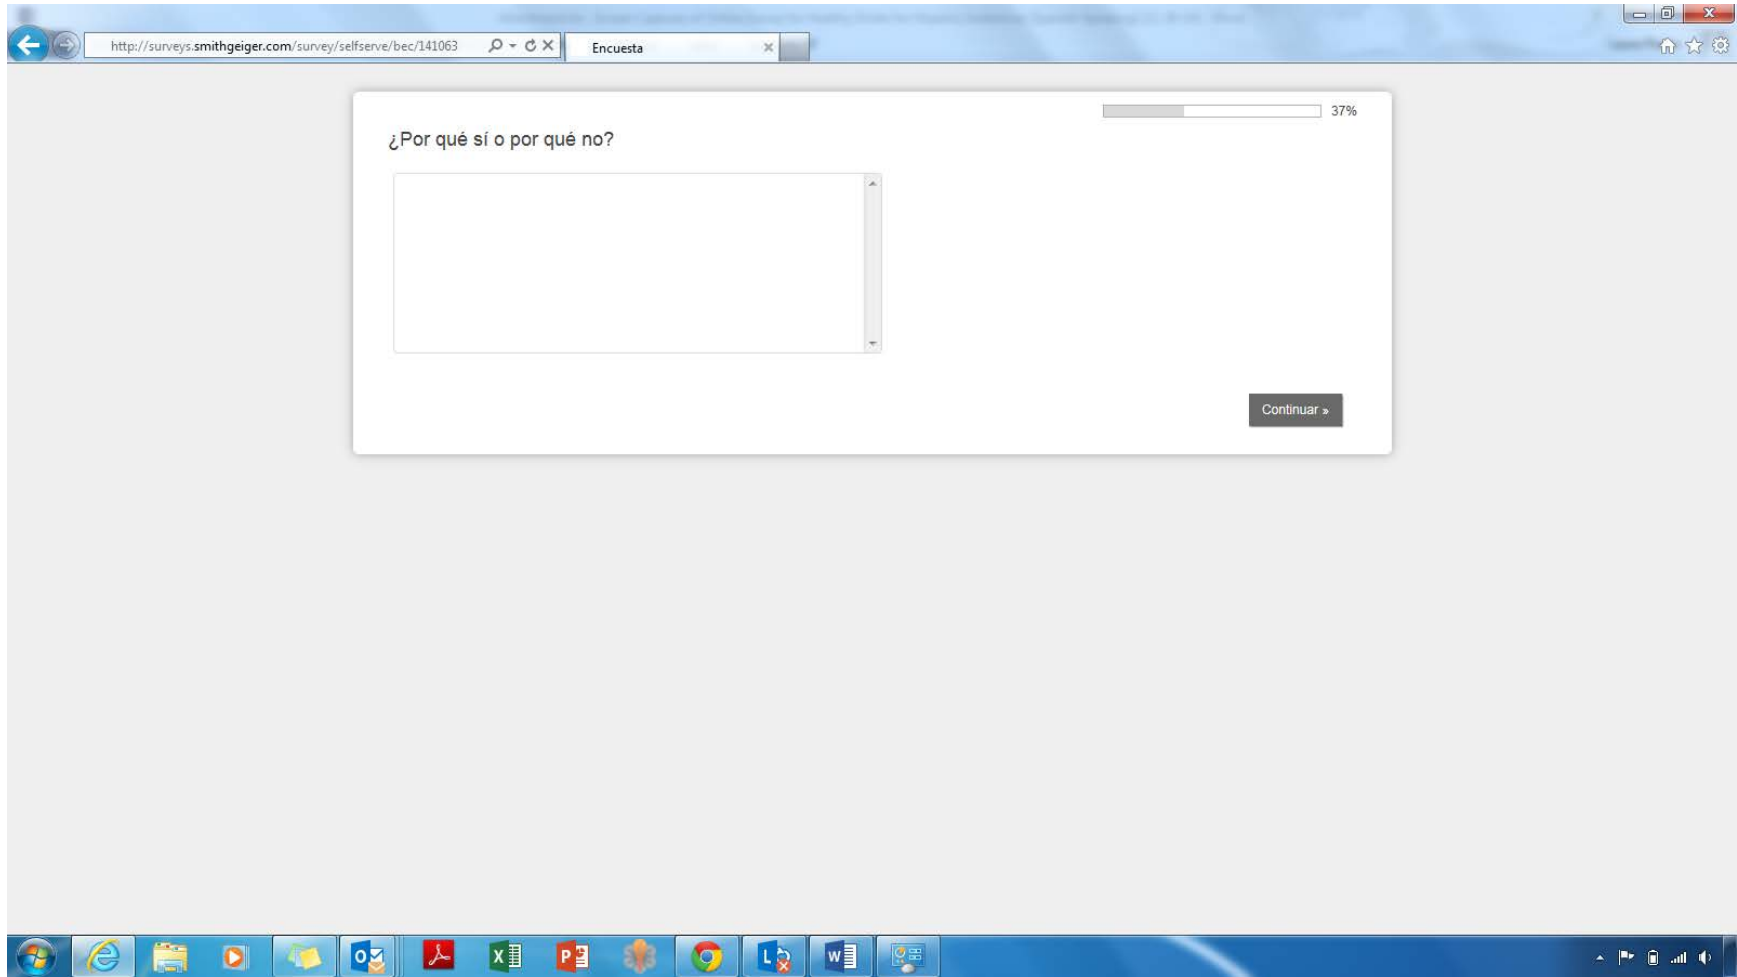 http://surveys.smithgeiger.com/survey/selfserve/bec/141063
Encuesta
37%
¿Por qué sí o por qué no?
Continuar »